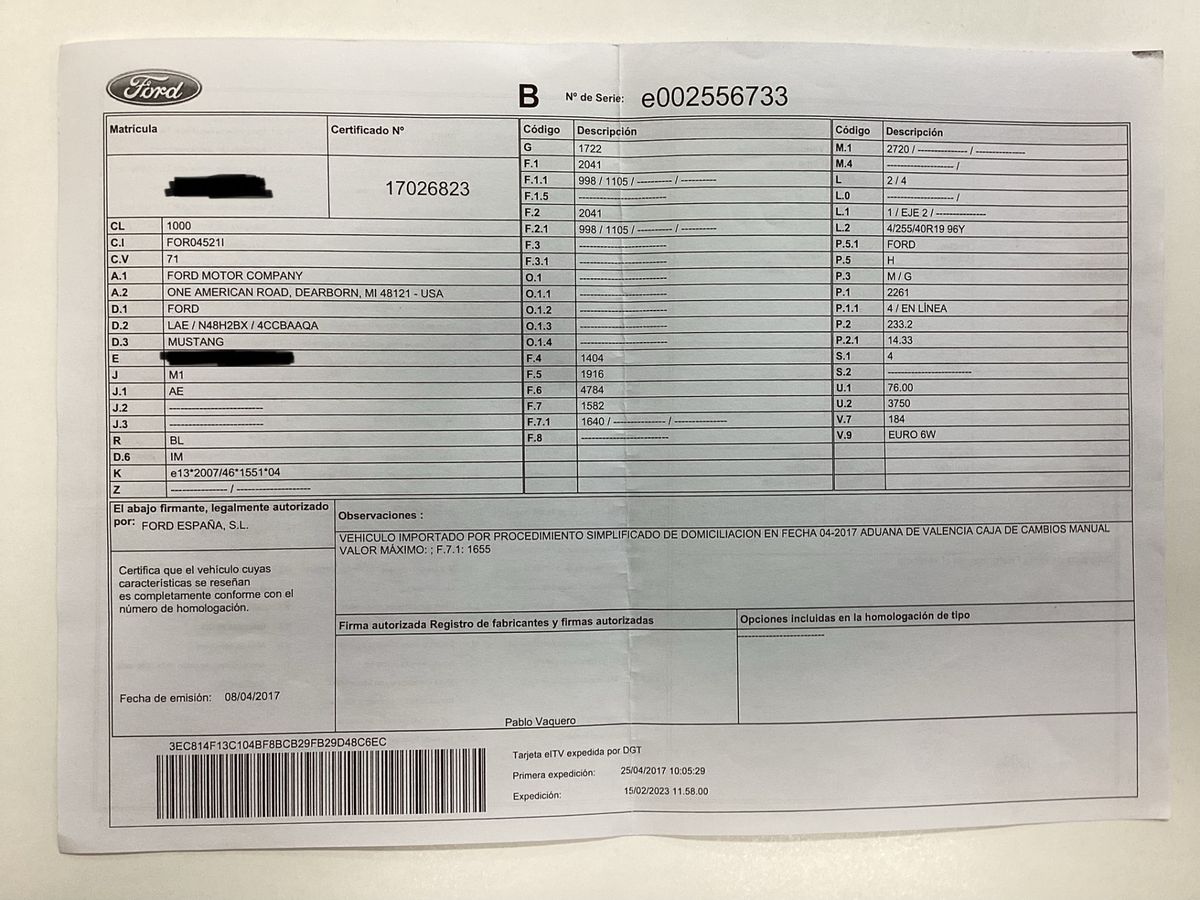 Ford
B Nº de Serie: e002556733
Matrícula
Certificado Nº
17026823
CL 1000
C.I FOR04521I
C.V 71
A.1 FORD MOTOR COMPANY
A.2 ONE AMERICAN ROAD, DEARBORN, MI 48121 - USA
D.1 FORD
D.2 LAE / N48H2BX / 4CCBAAQA
D.3 MUSTANG
E
J M1
J.1 AE
J.2 ------------------------
J.3 ------------------------
R BL
D.6 IM
K e13*2007/46*1551*04
Z --------------- / -------------------
Código Descripción
G 1722
F.1 2041
F.1.1 998 / 1105 / ---------- / ----------
F.1.5 ------------------------
F.2 2041
F.2.1 998 / 1105 / ---------- / ----------
F.3 ------------------------
F.3.1 ------------------------
O.1 ------------------------
O.1.1 ------------------------
O.1.2 ------------------------
O.1.3 ------------------------
O.1.4 ------------------------
F.4 1404
F.5 1916
F.6 4784
F.7 1582
F.7.1 1640 / -------------- / --------------
F.8 ------------------------
Código Descripción
M.1 2720 / -------------- / --------------
M.4 ------------------- /
L 2 / 4
L.0 ------------------- /
L.1 1 / EJE 2 / --------------
L.2 4/255/40R19 96Y
P.5.1 FORD
P.5 H
P.3 M / G
P.1 2261
P.1.1 4 / EN LÍNEA
P.2 233.2
P.2.1 14.33
S.1 4
S.2 ------------------------
U.1 76.00
U.2 3750
V.7 184
V.9 EURO 6W
El abajo firmante, legalmente autorizado
por: FORD ESPAÑA, S.L.
Certifica que el vehículo cuyas
características se reseñan
es completamente conforme con el
número de homologación.
Fecha de emisión: 08/04/2017
Observaciones :
VEHICULO IMPORTADO POR PROCEDIMIENTO SIMPLIFICADO DE DOMICILIACION EN FECHA 04-2017 ADUANA DE VALENCIA CAJA DE CAMBIOS MANUAL
VALOR MÁXIMO: ; F.7.1: 1655
Firma autorizada Registro de fabricantes y firmas autorizadas
Pablo Vaquero
Opciones incluidas en la homologación de tipo
------------------------
3EC814F13C104BF8BCB29FB29D48C6EC
Tarjeta eITV expedida por DGT
Primera expedición: 25/04/2017 10:05:29
Expedición: 15/02/2023 11.58.00